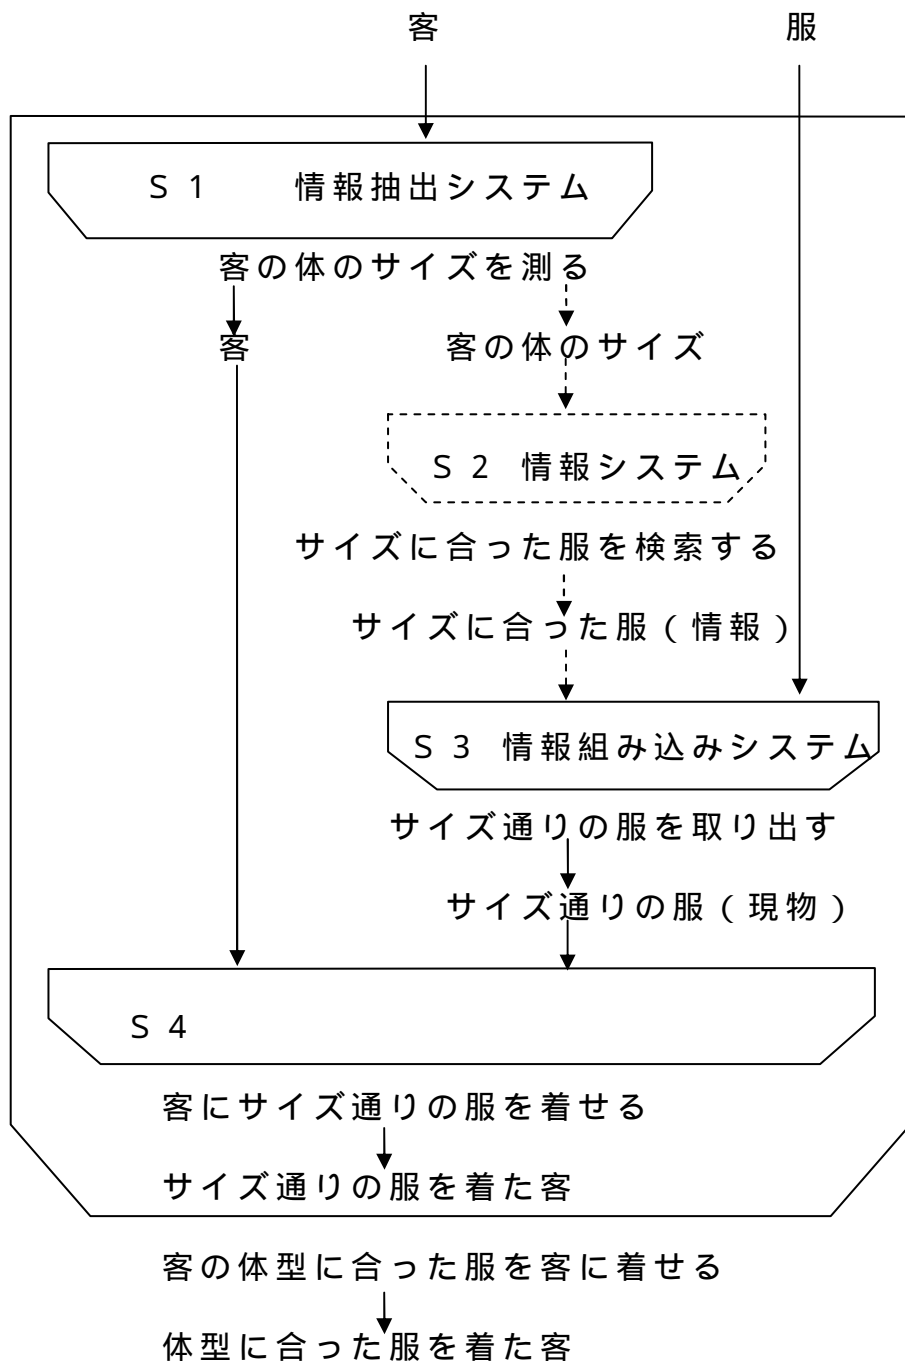 客 服
S1 情報抽出システム
客の体のサイズを測る
客 客の体のサイズ
S2 情報システム
サイズに合った服を検索する
サイズに合った服(情報)
S3 情報組み込みシステム
サイズ通りの服を取り出す
サイズ通りの服(現物)
S4
客にサイズ通りの服を着せる
サイズ通りの服を着た客
客の体型に合った服を客に着せる
体型に合った服を着た客